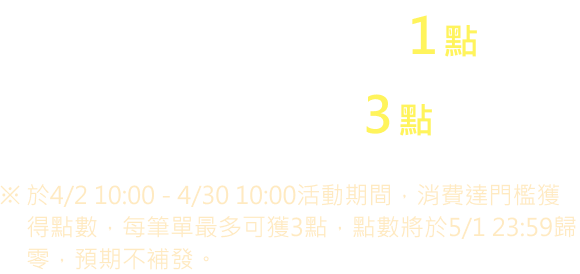 1點
3點
※於4/2 10:00 - 4/30 10:00活動期間，消費達門檻獲
得點數，每筆單最多可獲3點，點數將於5/1 23:59歸
零，預期不補發。